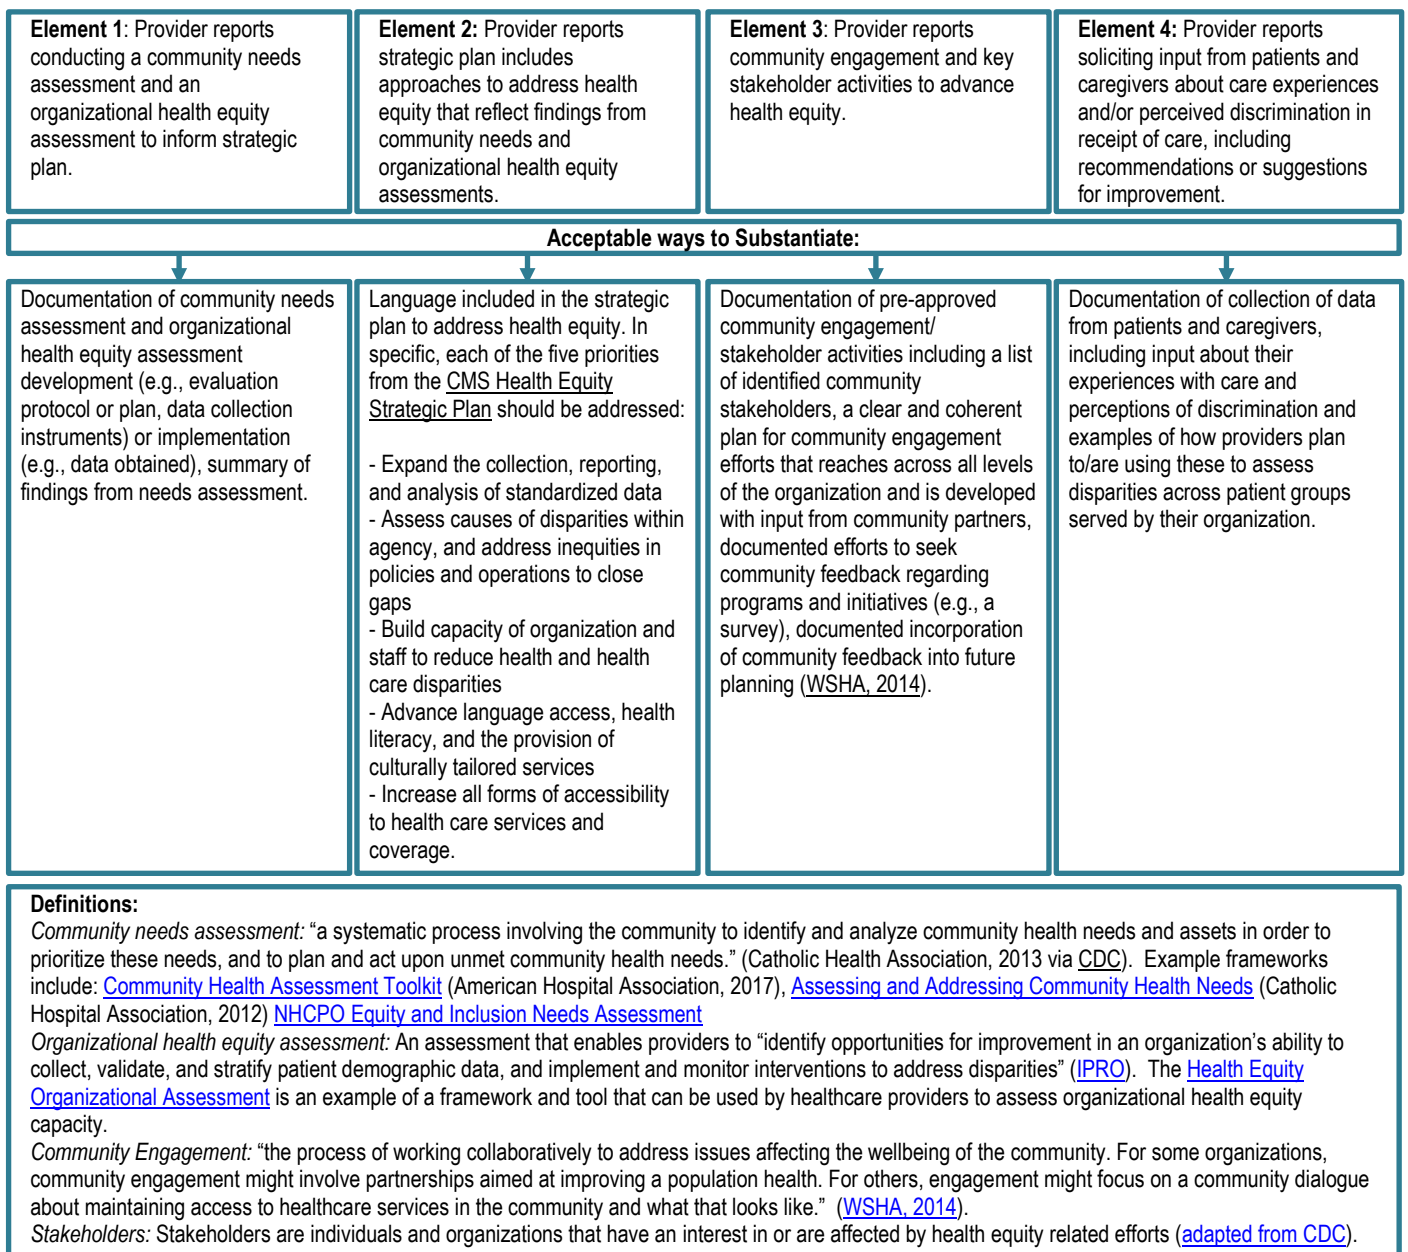 Element 1: Provider reports
conducting a community needs
assessment and an
organizational health equity
assessment to inform strategic
plan.
Element 2: Provider reports
strategic plan includes
approaches to address health
equity that reflect findings from
community needs and
organizational health equity
assessments.
Element 3: Provider reports
community engagement and key
stakeholder activities to advance
health equity.
Element 4: Provider reports
soliciting input from patients and
caregivers about care experiences
and/or perceived discrimination in
receipt of care, including
recommendations or suggestions
for improvement.
Acceptable ways to Substantiate:
Documentation of community needs
assessment and organizational
health equity assessment
development (e.g., evaluation
protocol or plan, data collection
instruments) or implementation
(e.g., data obtained), summary of
findings from needs assessment.
Language included in the strategic
plan to address health equity. In
specific, each of the five priorities
from the CMS Health Equity
Strategic Plan should be addressed:
- Expand the collection, reporting,
and analysis of standardized data
- Assess causes of disparities within
agency, and address inequities in
policies and operations to close
gaps
- Build capacity of organization and
staff to reduce health and health
care disparities
- Advance language access, health
literacy, and the provision of
culturally tailored services
- Increase all forms of accessibility
to health care services and
coverage.
Documentation of pre-approved
community engagement/
stakeholder activities including a list
of identified community
stakeholders, a clear and coherent
plan for community engagement
efforts that reaches across all levels
of the organization and is developed
with input from community partners,
documented efforts to seek
community feedback regarding
programs and initiatives (e.g., a
survey), documented incorporation
of community feedback into future
planning (WSHA, 2014).
Documentation of collection of data
from patients and caregivers,
including input about their
experiences with care and
perceptions of discrimination and
examples of how providers plan
to/are using these to assess
disparities across patient groups
served by their organization.
Definitions:
Community needs assessment: “a systematic process involving the community to identify and analyze community health needs and assets in order to
prioritize these needs, and to plan and act upon unmet community health needs.” (Catholic Health Association, 2013 via CDC). Example frameworks
include: Community Health Assessment Toolkit (American Hospital Association, 2017), Assessing and Addressing Community Health Needs (Catholic
Hospital Association, 2012) NHCPO Equity and Inclusion Needs Assessment
Organizational health equity assessment: An assessment that enables providers to “identify opportunities for improvement in an organization’s ability to
collect, validate, and stratify patient demographic data, and implement and monitor interventions to address disparities” (IPRO). The Health Equity
Organizational Assessment is an example of a framework and tool that can be used by healthcare providers to assess organizational health equity
capacity.
Community Engagement: “the process of working collaboratively to address issues affecting the wellbeing of the community. For some organizations,
community engagement might involve partnerships aimed at improving a population health. For others, engagement might focus on a community dialogue
about maintaining access to healthcare services in the community and what that looks like.” (WSHA, 2014).
Stakeholders: Stakeholders are individuals and organizations that have an interest in or are affected by health equity related efforts (adapted from CDC).